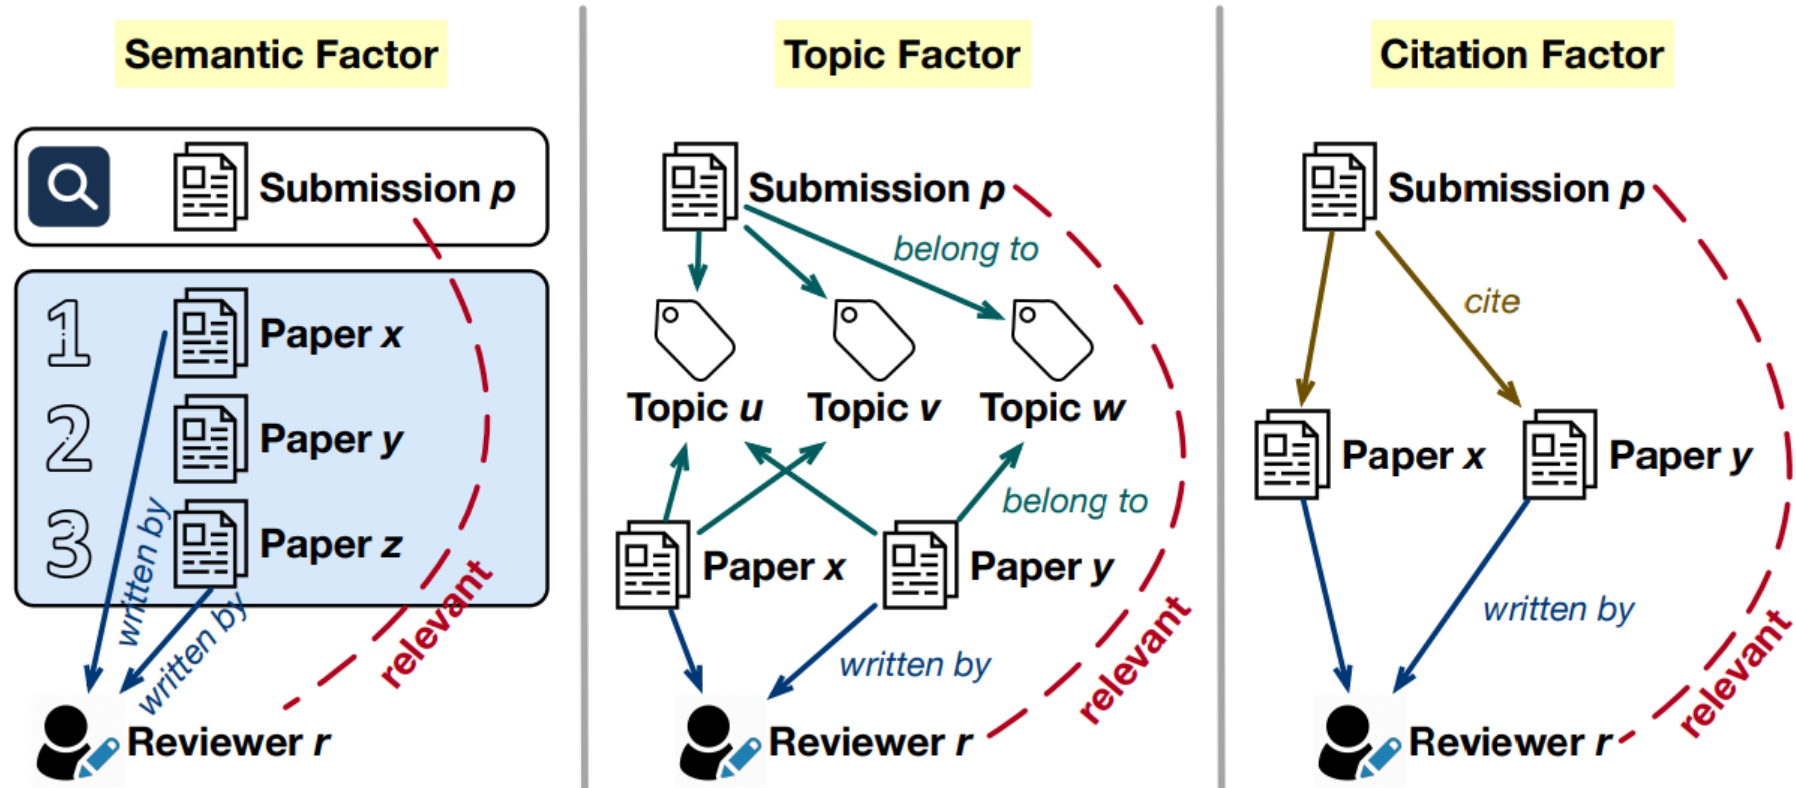 Semantic Factor
Submission p
1
Paper x
2
Paper y
3
Paper z
written by
written by
relevant
Reviewer r
Topic Factor
Submission p
belong to
Topic u
Topic v
Topic w
belong to
Paper x
Paper y
written by
relevant
Reviewer r
Citation Factor
Submission p
cite
Paper x
Paper y
written by
relevant
Reviewer r